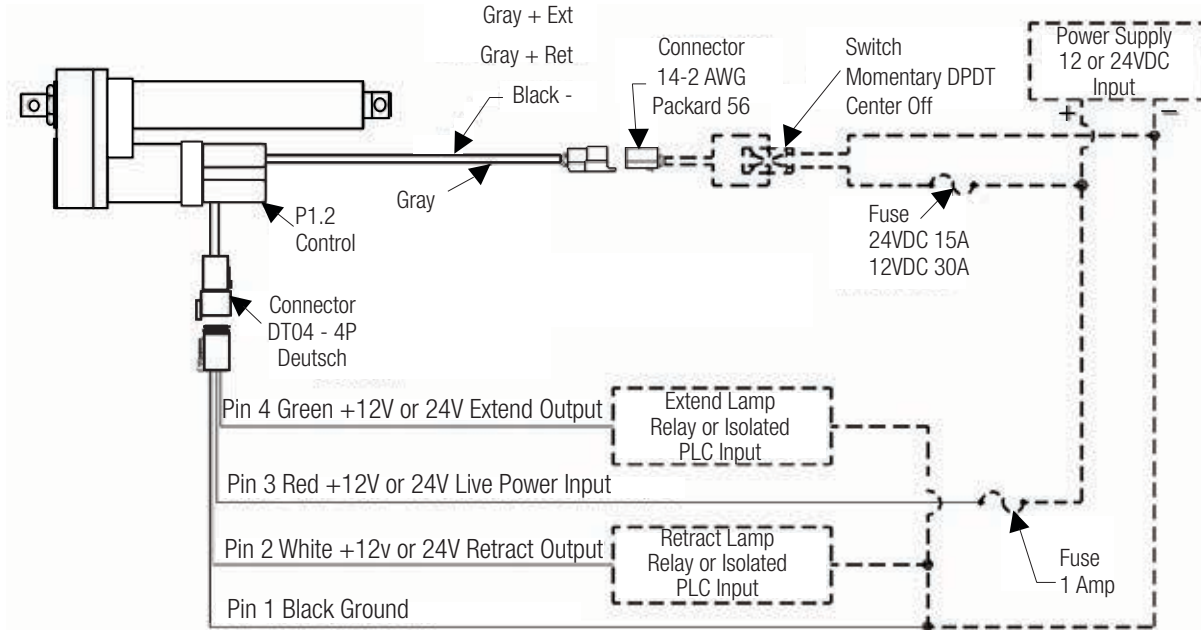 Gray + Ext
Gray + Ret
Black -
Gray
Connector
14-2 AWG
Packard 56
Switch
Momentary DPDT
Center Off
Power Supply
12 or 24VDC
Input
+
−
Fuse
24VDC 15A
12VDC 30A
P1.2
Control
Connector
DT04 - 4P
Deutsch
Pin 4 Green +12V or 24V Extend Output
Extend Lamp
Relay or Isolated
PLC Input
Pin 3 Red +12V or 24V Live Power Input
Pin 2 White +12v or 24V Retract Output
Retract Lamp
Relay or Isolated
PLC Input
Fuse
1 Amp
Pin 1 Black Ground